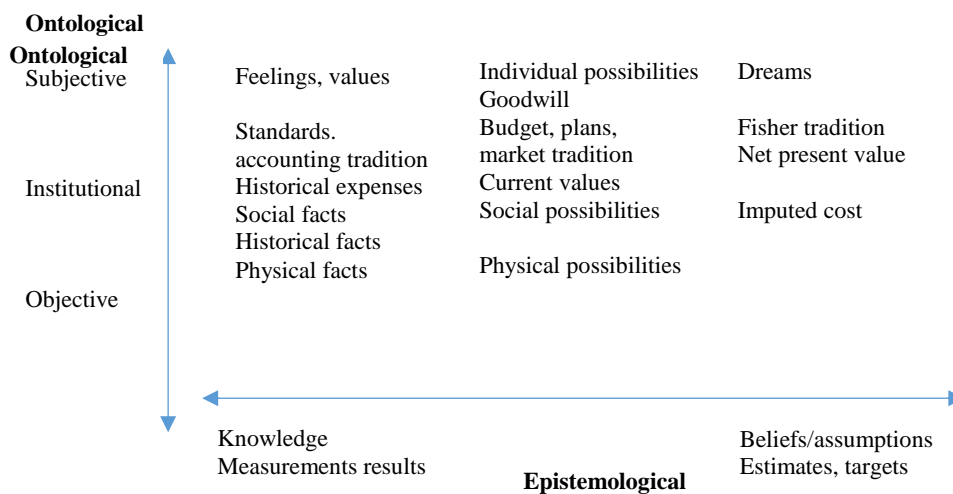 Ontological
Ontological
Subjective
Feelings, values
Individual possibilities
Dreams
Goodwill
Standards.
Budget, plans,
Fisher tradition
accounting tradition
market tradition
Net present value
Institutional
Historical expenses
Current values
Social facts
Social possibilities
Imputed cost
Historical facts
Physical facts
Physical possibilities
Objective
Knowledge
Beliefs/assumptions
Measurements results
Estimates, targets
Epistemological